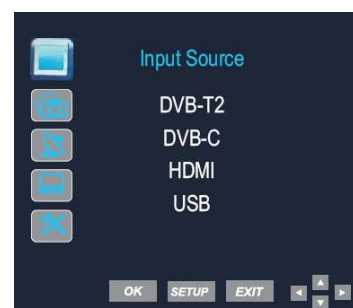 Input Source
DVB-T2
DVB-C
HDMI
USB
OK SETUP EXIT